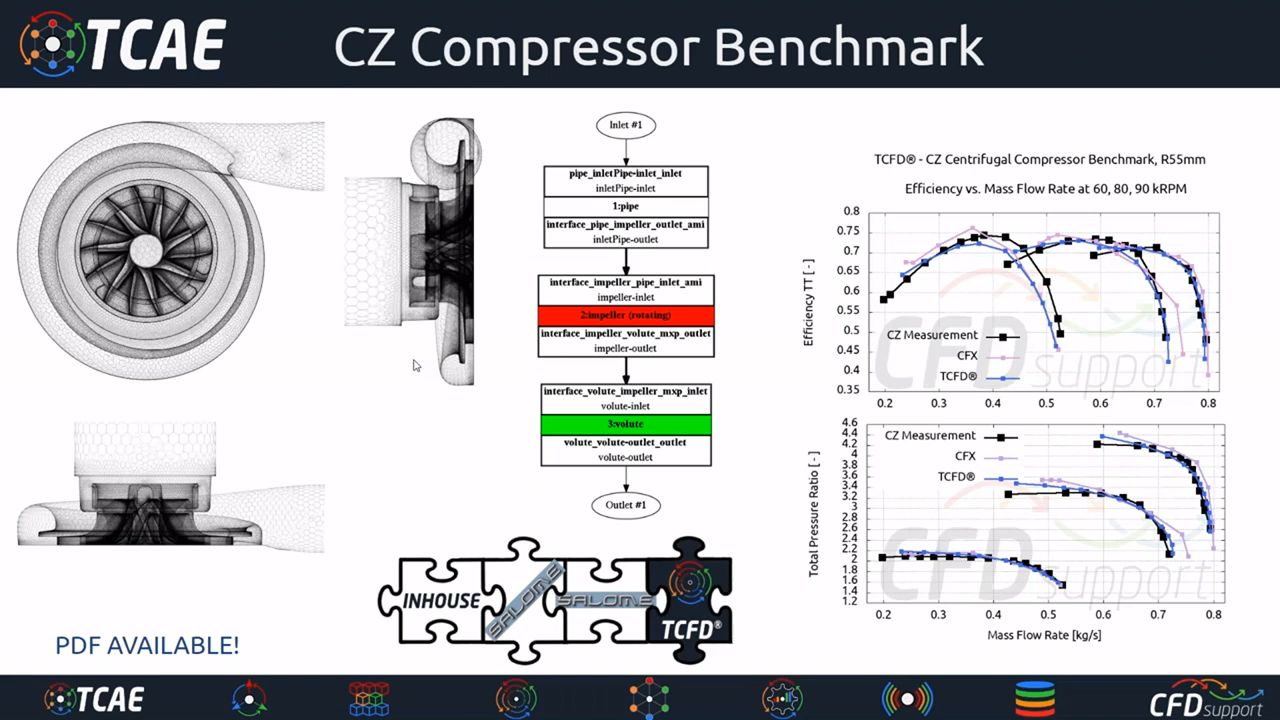 TCAE
CZ Compressor Benchmark
Inlet #1
pipe_inletPipe-inlet_inlet
inletPipe-inlet
1:pipe
interface_pipe_impeller_outlet_ami
inletPipe-outlet
interface_impeller_pipe_inlet_ami
impeller-inlet
2:impeller (rotating)
interface_impeller_volute_mxp_outlet
impeller-outlet
interface_volute_impeller_mxp_inlet
volute-inlet
3:volute
volute_volute-outlet_outlet
volute-outlet
Outlet #1
INHOUSE
SALOME
SALOME
TCFD®
PDF AVAILABLE!
TCFD® - CZ Centrifugal Compressor Benchmark, R55mm
Efficiency vs. Mass Flow Rate at 60, 80, 90 kRPM
Efficiency TT [-]
0.8
0.75
0.7
0.65
0.6
0.55
0.5
0.45
0.4
0.35
CZ Measurement
CFX
TCFD®
CFD support
0.2 0.3 0.4 0.5 0.6 0.7 0.8
Total Pressure Ratio [-]
4.6
4.4
4.2
4
3.8
3.6
3.4
3.2
3
2.8
2.6
2.4
2.2
2
1.8
1.6
1.4
1.2
CZ Measurement
CFX
TCFD®
CFD support
0.2 0.3 0.4 0.5 0.6 0.7 0.8
Mass Flow Rate [kg/s]
TCAE
CFD support